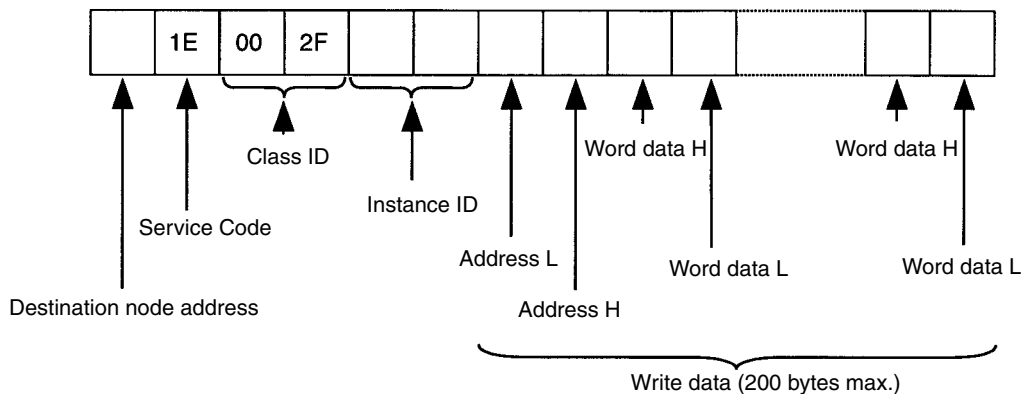 1E 00 2F
Word data H Word data H
Class ID
Instance ID
Service Code
Address L Word data L Word data L
Destination node address Address H
Write data (200 bytes max.)